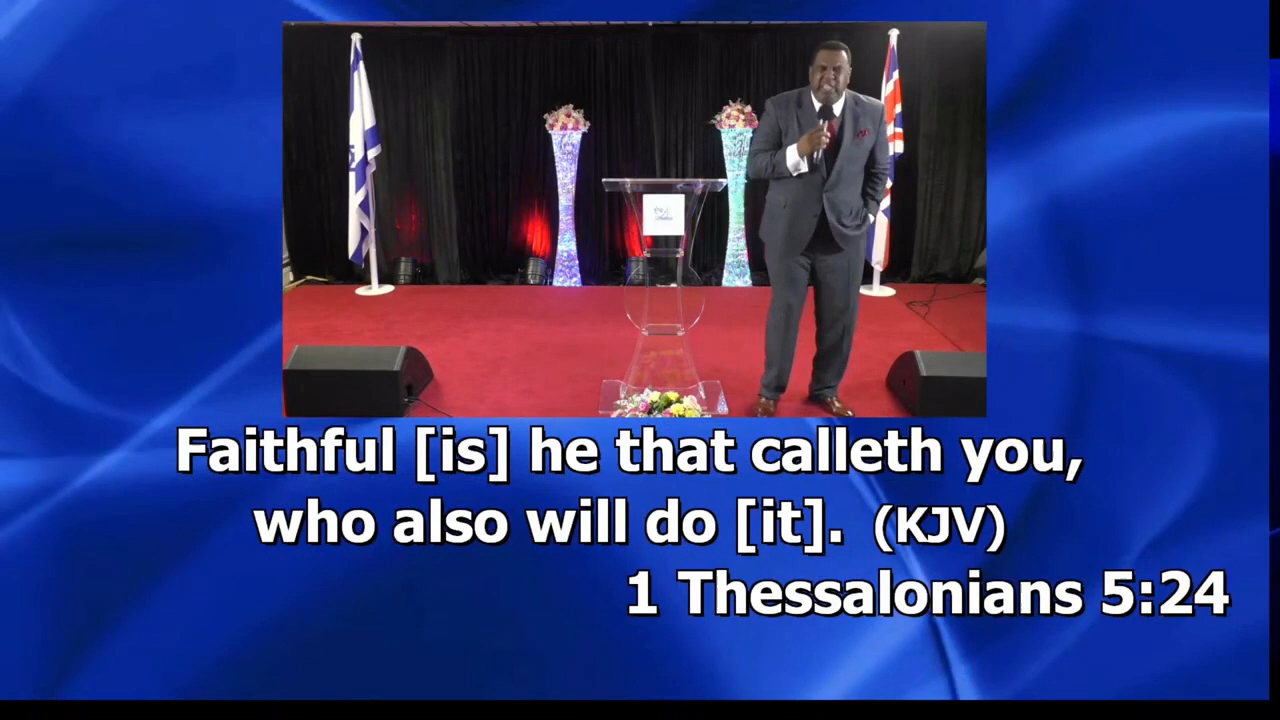 Faithful [is] he that calleth you,
who also will do [it]. (KJV)
1 Thessalonians 5:24